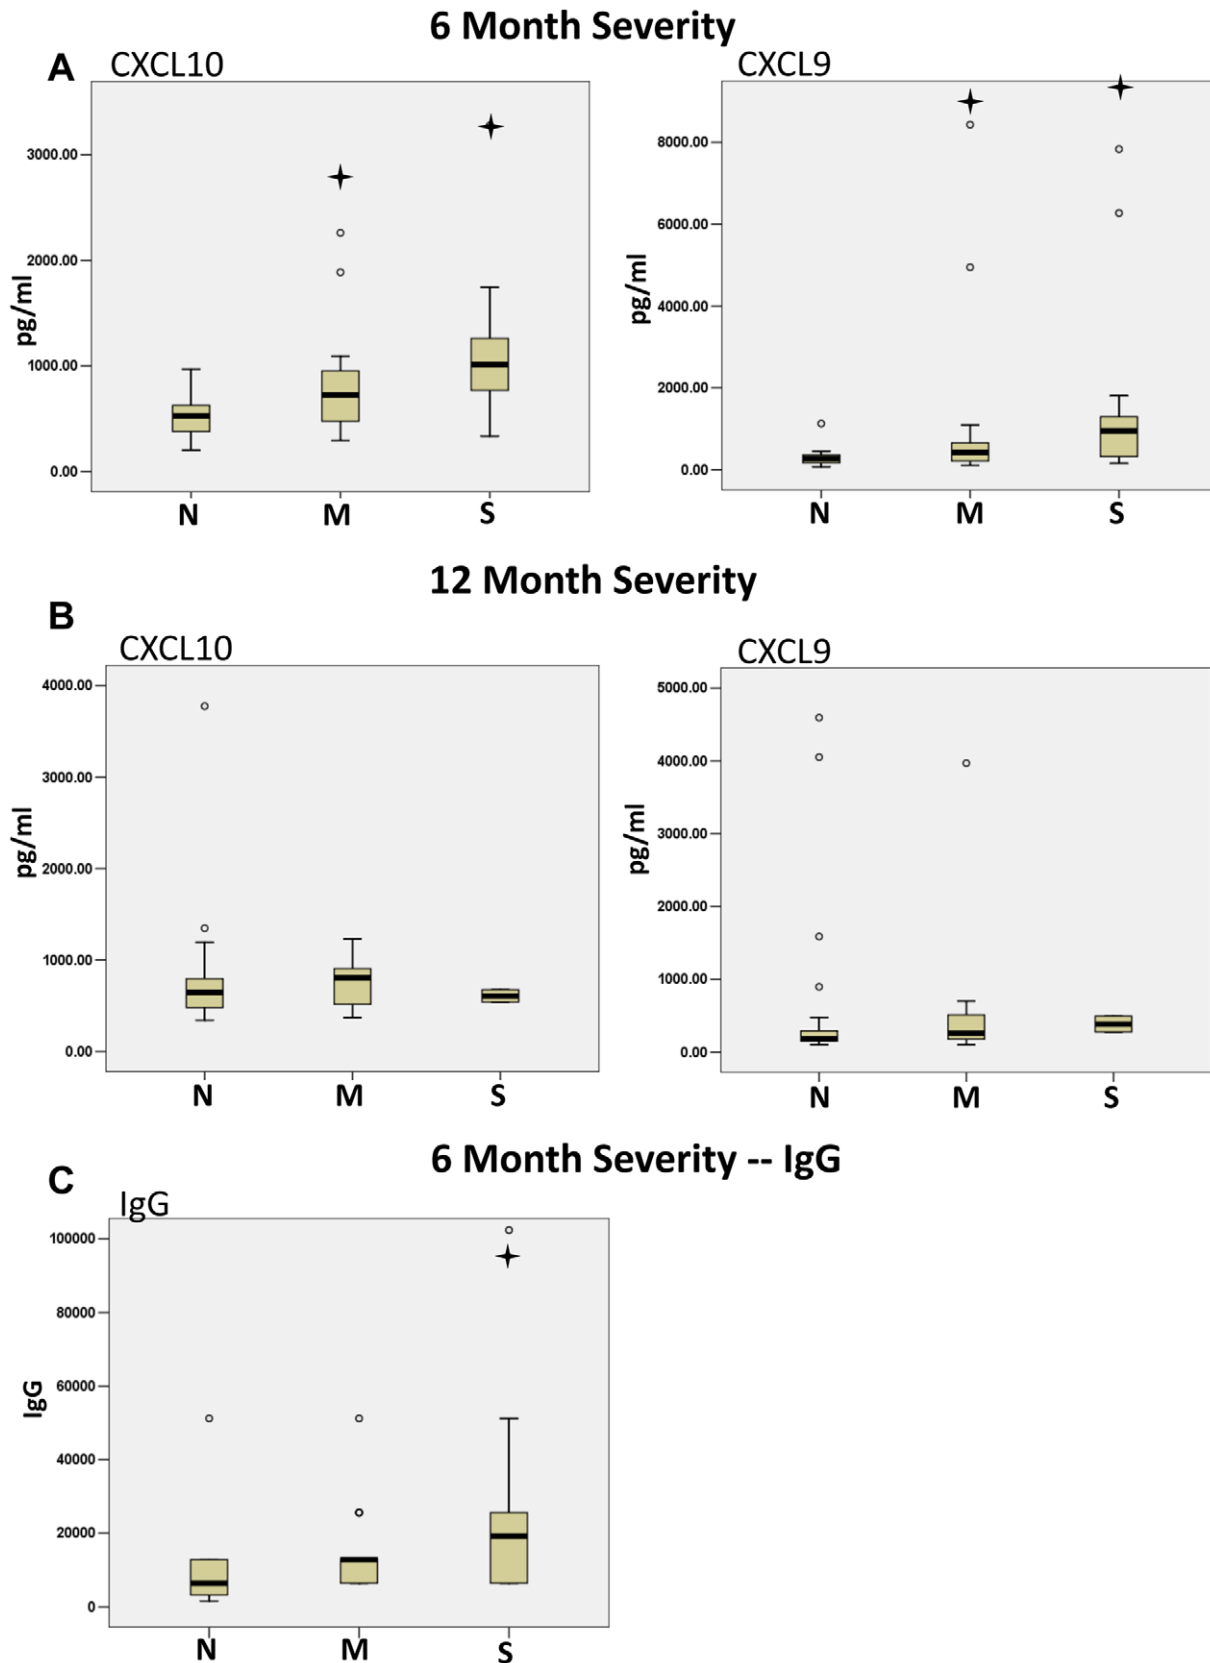 6 Month Severity
A CXCL10 CXCL9
3000.00
2000.00
1000.00
0.00
pg/ml
N M S
8000.00
6000.00
4000.00
2000.00
0.00
pg/ml
N M S
12 Month Severity
B
CXCL10 CXCL9
4000.00
3000.00
2000.00
1000.00
0.00
pg/ml
N M S
5000.00
4000.00
3000.00
2000.00
1000.00
0.00
pg/ml
N M S
6 Month Severity -- IgG
C
IgG
100000
80000
60000
40000
20000
0
IgG
N M S